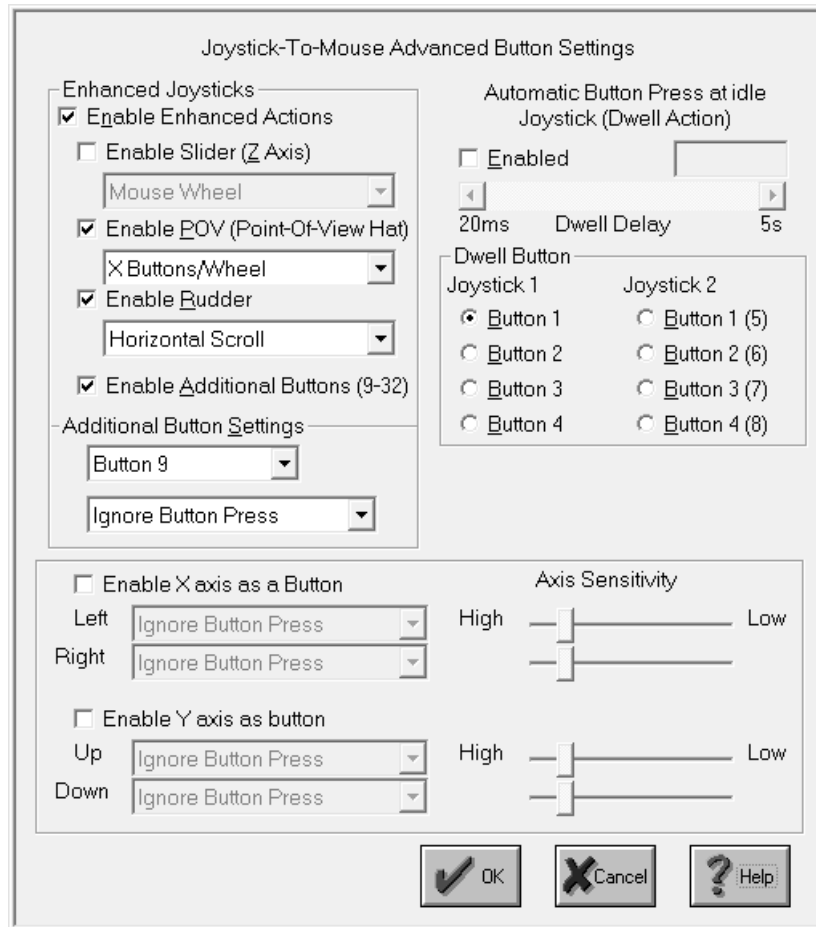 Joystick-To-Mouse Advanced Button Settings
Enhanced Joysticks
Enable Enhanced Actions
Enable Slider (Z Axis)
Mouse Wheel
Enable POV (Point-Of-View Hat)
X Buttons/Wheel
Enable Rudder
Horizontal Scroll
Enable Additional Buttons (9-32)
Additional Button Settings
Button 9
Ignore Button Press
Automatic Button Press at idle
Joystick (Dwell Action)
Enabled
20ms Dwell Delay 5s
Dwell Button
Joystick 1 Joystick 2
Button 1 Button 1 (5)
Button 2 Button 2 (6)
Button 3 Button 3 (7)
Button 4 Button 4 (8)
Enable X axis as a Button Axis Sensitivity
Left Ignore Button Press High Low
Right Ignore Button Press
Enable Y axis as button
Up Ignore Button Press High Low
Down Ignore Button Press
OK Cancel Help